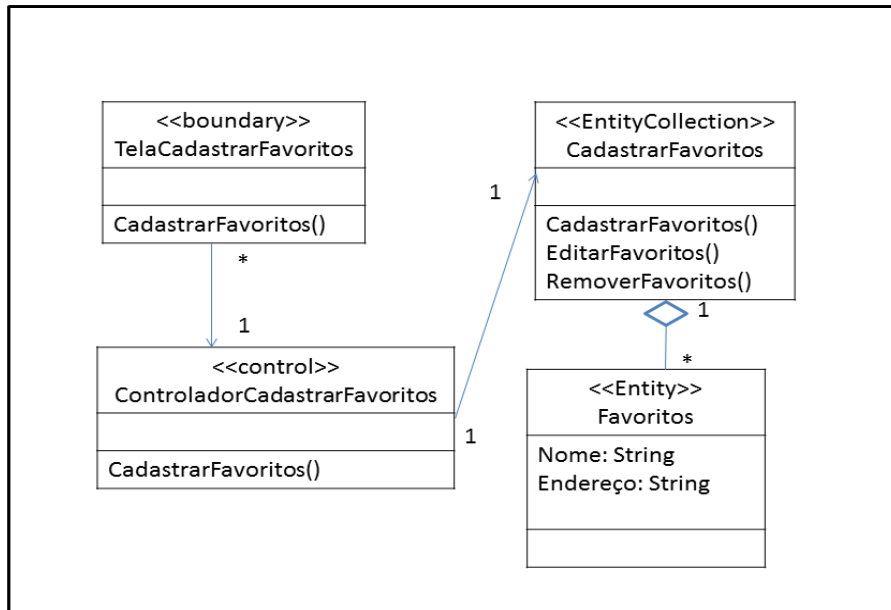 <<boundary>>
TelaCadastrarFavoritos
CadastrarFavoritos()
*
1
<<control>>
ControladorCadastrarFavoritos
CadastrarFavoritos()
1
1
<<EntityCollection>>
CadastrarFavoritos
CadastrarFavoritos()
EditarFavoritos()
RemoverFavoritos()
1
*
<<Entity>>
Favoritos
Nome: String
Endereço: String